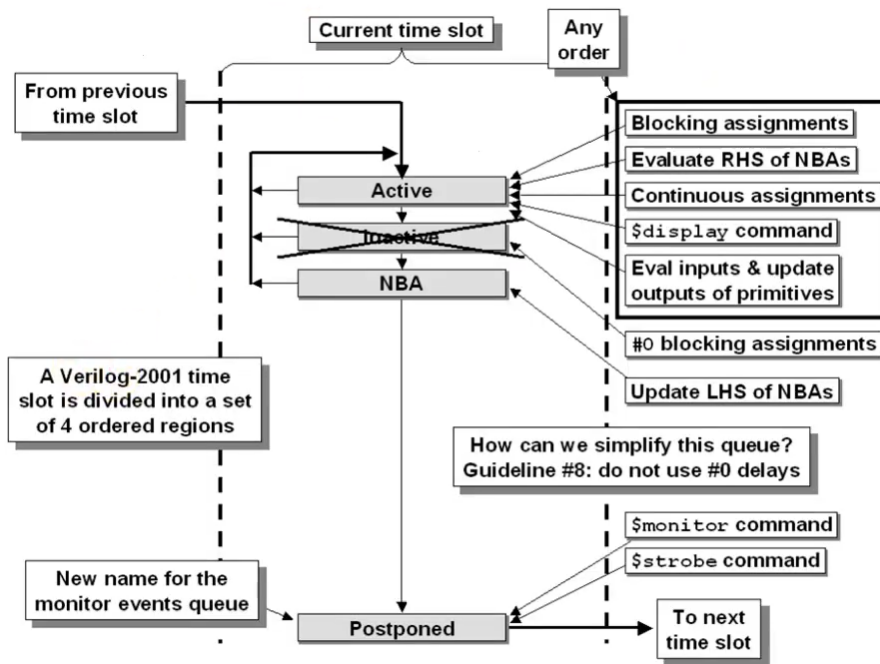 Current time slot
Any
order
From previous
time slot
Blocking assignments
Evaluate RHS of NBAs
Active
Continuous assignments
$display command
Inactive
Eval inputs & update
outputs of primitives
NBA
#0 blocking assignments
A Verilog-2001 time
slot is divided into a set
of 4 ordered regions
Update LHS of NBAs
How can we simplify this queue?
Guideline #8: do not use #0 delays
$monitor command
$strobe command
New name for the
monitor events queue
Postponed
To next
time slot